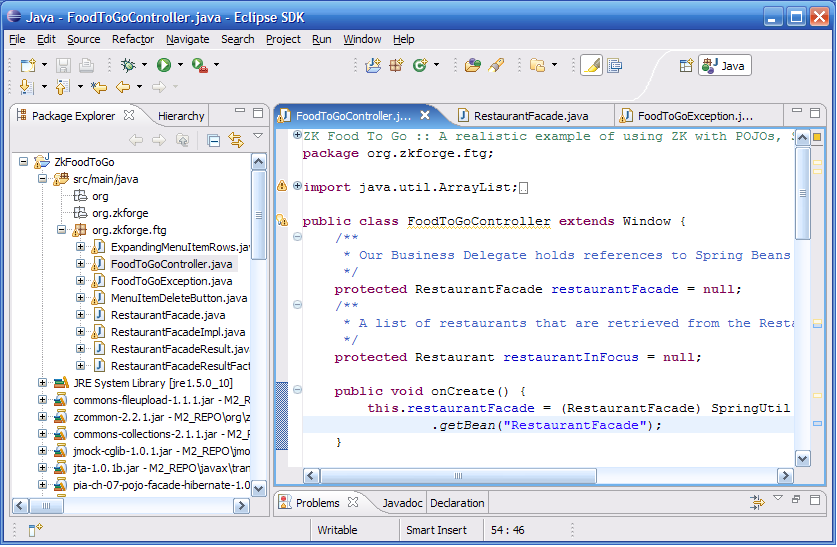 Java - FoodToGoController.java - Eclipse SDK
File Edit Source Refactor Navigate Search Project Run Window Help
Java
Package Explorer Hierarchy
FoodToGoController.j... RestaurantFacade.java FoodToGoException.j...
ZkFoodToGo
src/main/java
org
org.zkforge
org.zkforge.ftg
ExpandingMenuItemRows.jav
FoodToGoController.java
FoodToGoException.java
MenuItemDeleteButton.java
RestaurantFacade.java
RestaurantFacadeImpl.java
RestaurantFacadeResult.jav
RestaurantFacadeResultFact
JRE System Library [jre1.5.0_10]
commons-fileupload-1.1.1.jar - M2_R
zcommon-2.2.1.jar - M2_REPO\org\z
commons-collections-2.1.1.jar - M2_
jmock-cglib-1.0.1.jar - M2_REPO\jmo
jta-1.0.1b.jar - M2_REPO\javax\tran
pia-ch-07-pojo-facade-hibernate-1.0
ZK Food To Go :: A realistic example of using ZK with POJOs, S
package org.zkforge.ftg;
import java.util.ArrayList;
public class FoodToGoController extends Window {
/**
* Our Business Delegate holds references to Spring Beans
*/
protected RestaurantFacade restaurantFacade = null;
/**
* A list of restaurants that are retrieved from the Resta
*/
protected Restaurant restaurantInFocus = null;
public void onCreate() {
this.restaurantFacade = (RestaurantFacade) SpringUtil
.getBean("RestaurantFacade");
}
Problems Javadoc Declaration
Writable Smart Insert 54 : 46